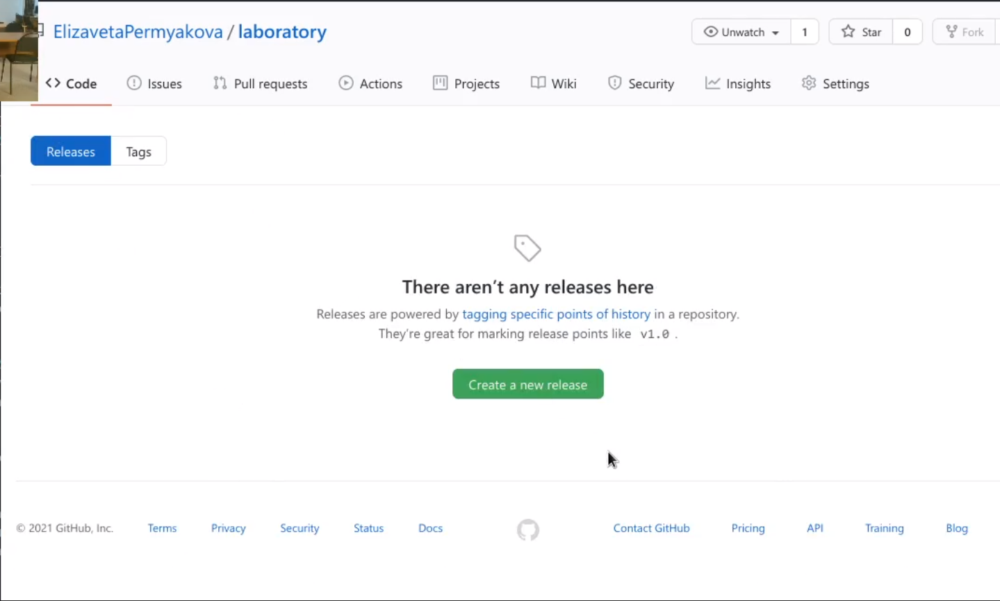 ElizavetaPermyakova / laboratory
Unwatch 1 Star 0 Fork
Code Issues Pull requests Actions Projects Wiki Security Insights Settings
Releases Tags
There aren’t any releases here
Releases are powered by tagging specific points of history in a repository.
They’re great for marking release points like v1.0 .
Create a new release
© 2021 GitHub, Inc. Terms Privacy Security Status Docs Contact GitHub Pricing API Training Blog